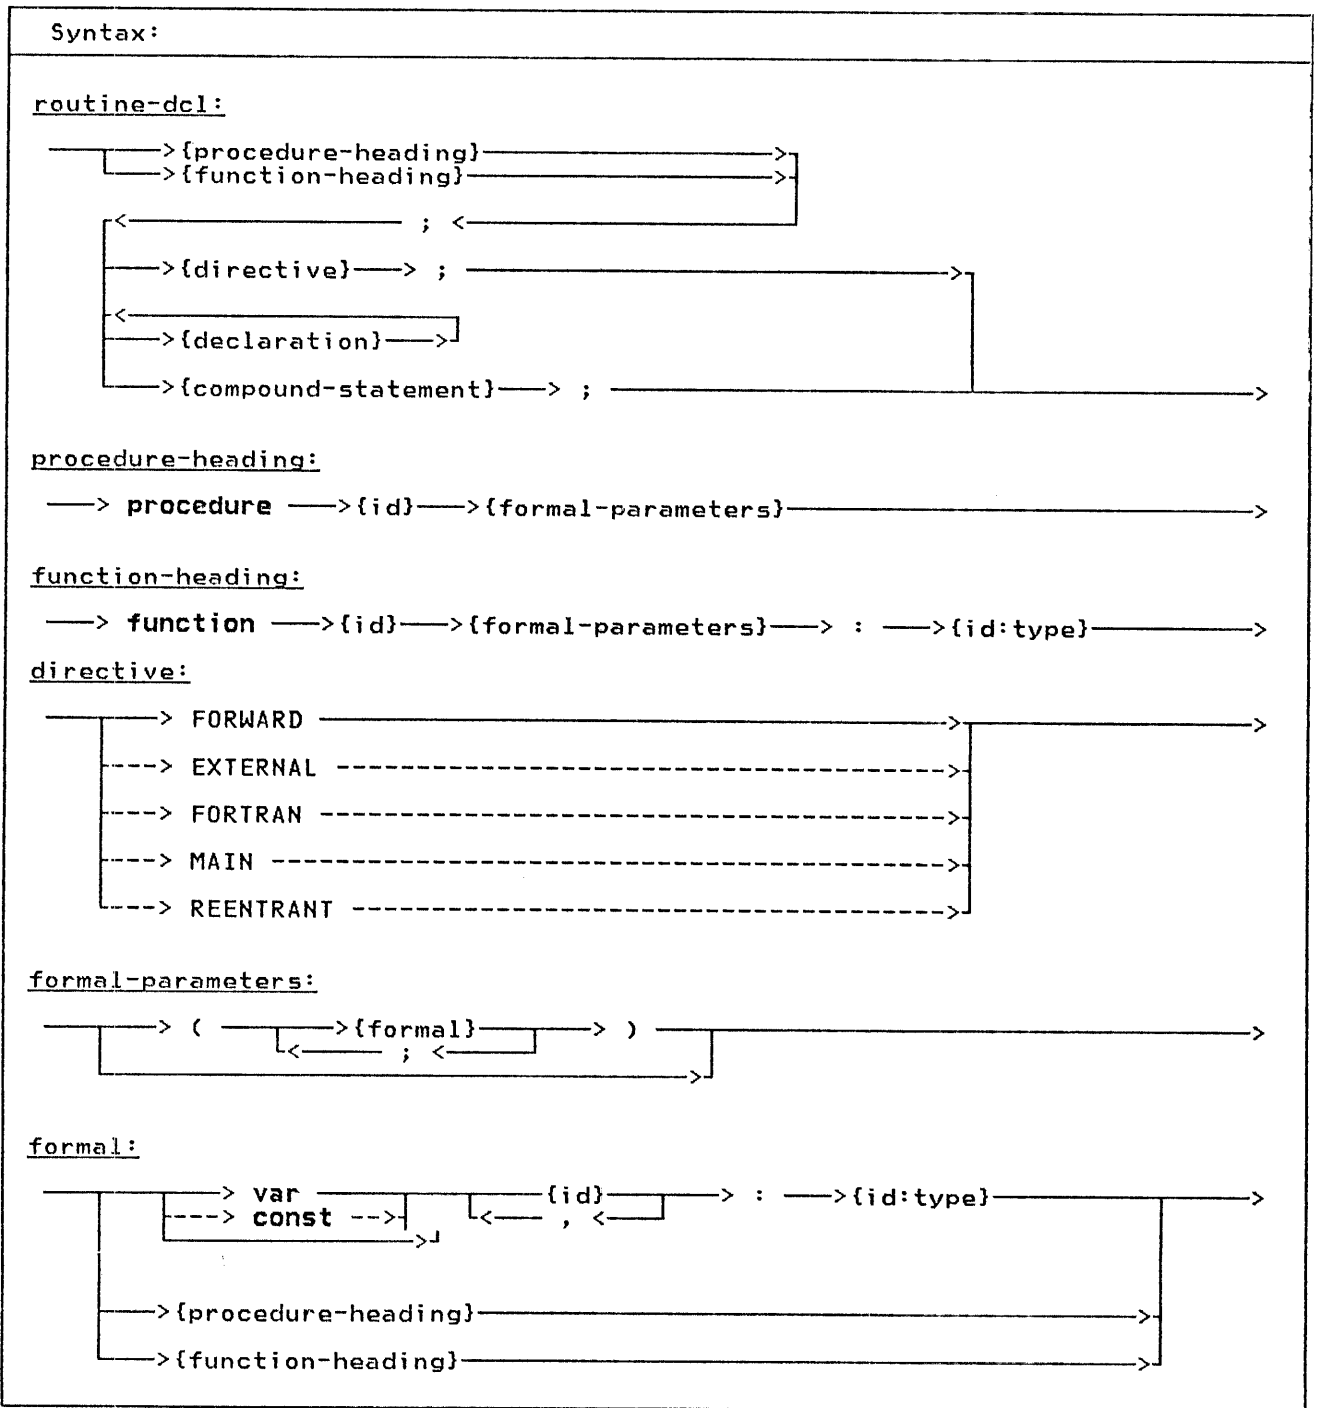 Syntax:
routine-dcl:
{procedure-heading}
{function-heading}
;
{directive} ;
{declaration}
{compound-statement} ;
procedure-heading:
procedure {id} {formal-parameters}
function-heading:
function {id} {formal-parameters} : {id:type}
directive:
FORWARD
EXTERNAL
FORTRAN
MAIN
REENTRANT
formal-parameters:
( {formal} )
;
formal:
var {id} : {id:type}
const ,
{procedure-heading}
{function-heading}